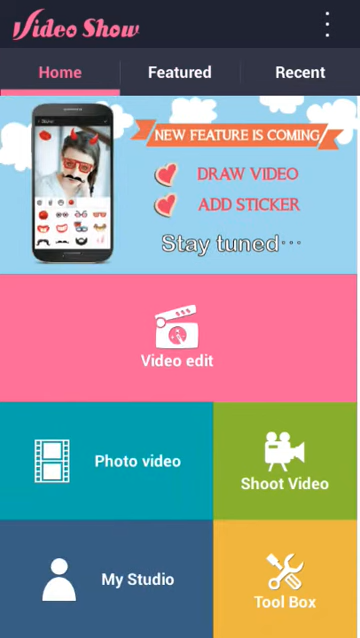 Video Show
Home
Featured
Recent
NEW FEATURE IS COMING
DRAW VIDEO
ADD STICKER
Stay tuned···
Video edit
Photo video
Shoot Video
My Studio
Tool Box